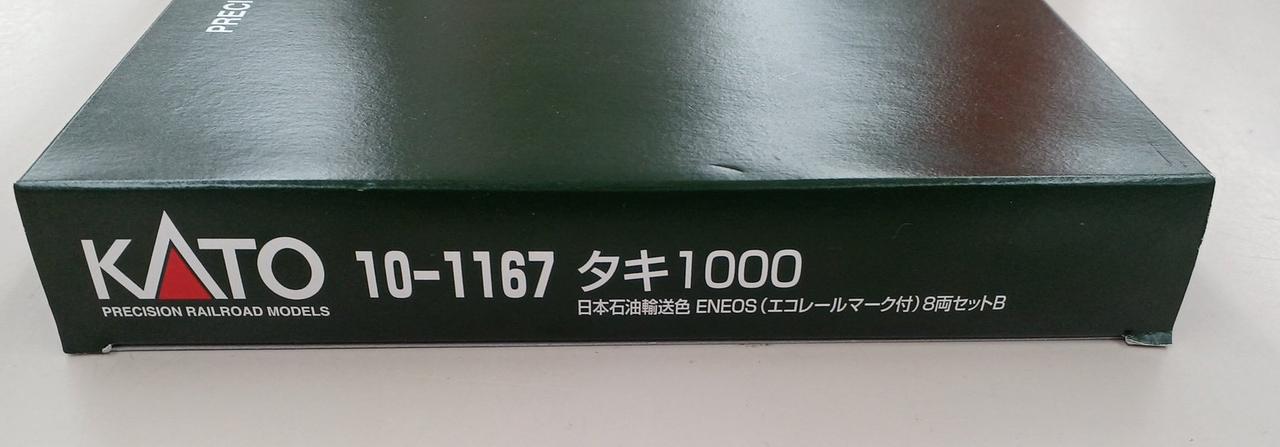 PRECI
KATO
PRECISION RAILROAD MODELS
10-1167 タキ1000
日本石油輸送色 ENEOS（エコレールマーク付）8両セットB